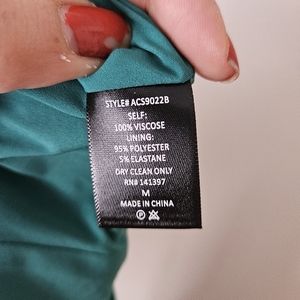 STYLE# ACS9022B
SELF:
100% VISCOSE
LINING:
95% POLYESTER
5% ELASTANE
DRY CLEAN ONLY
RN# 141397
M
MADE IN CHINA